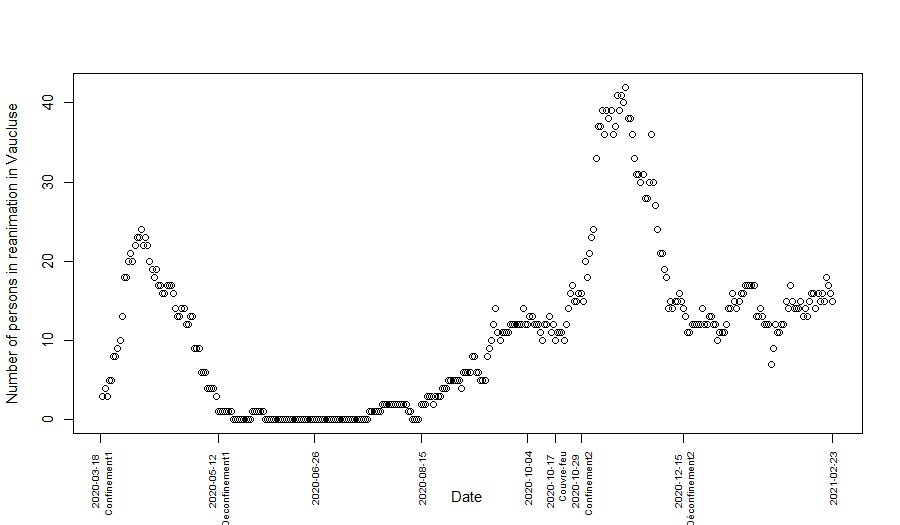 Number of persons in reanimation in Vaucluse
40
30
20
10
0
2020-03-18
Confinement1
2020-05-12
Déconfinement1
2020-06-26
2020-08-15
2020-10-04
2020-10-17
Couvre-feu
2020-10-29
Confinement2
2020-12-15
Déconfinement2
2021-02-23
Date